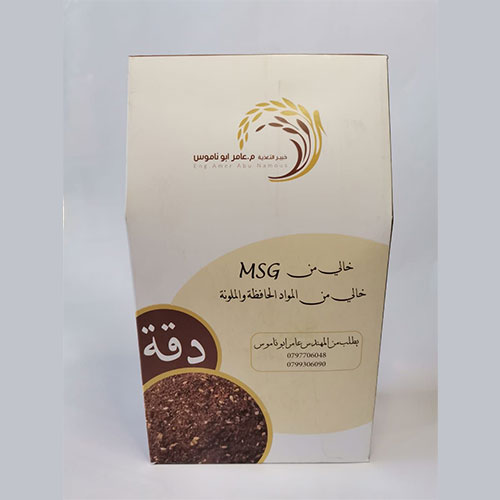 خبير التغذية م.عامر ابو ناموس
Eng.Amer Abu Namous
خالي من MSG
خالي من المواد الحافظة والملونة
يطلب من المهندس عامر ابو ناموس
0797706048
0799306090
دقة